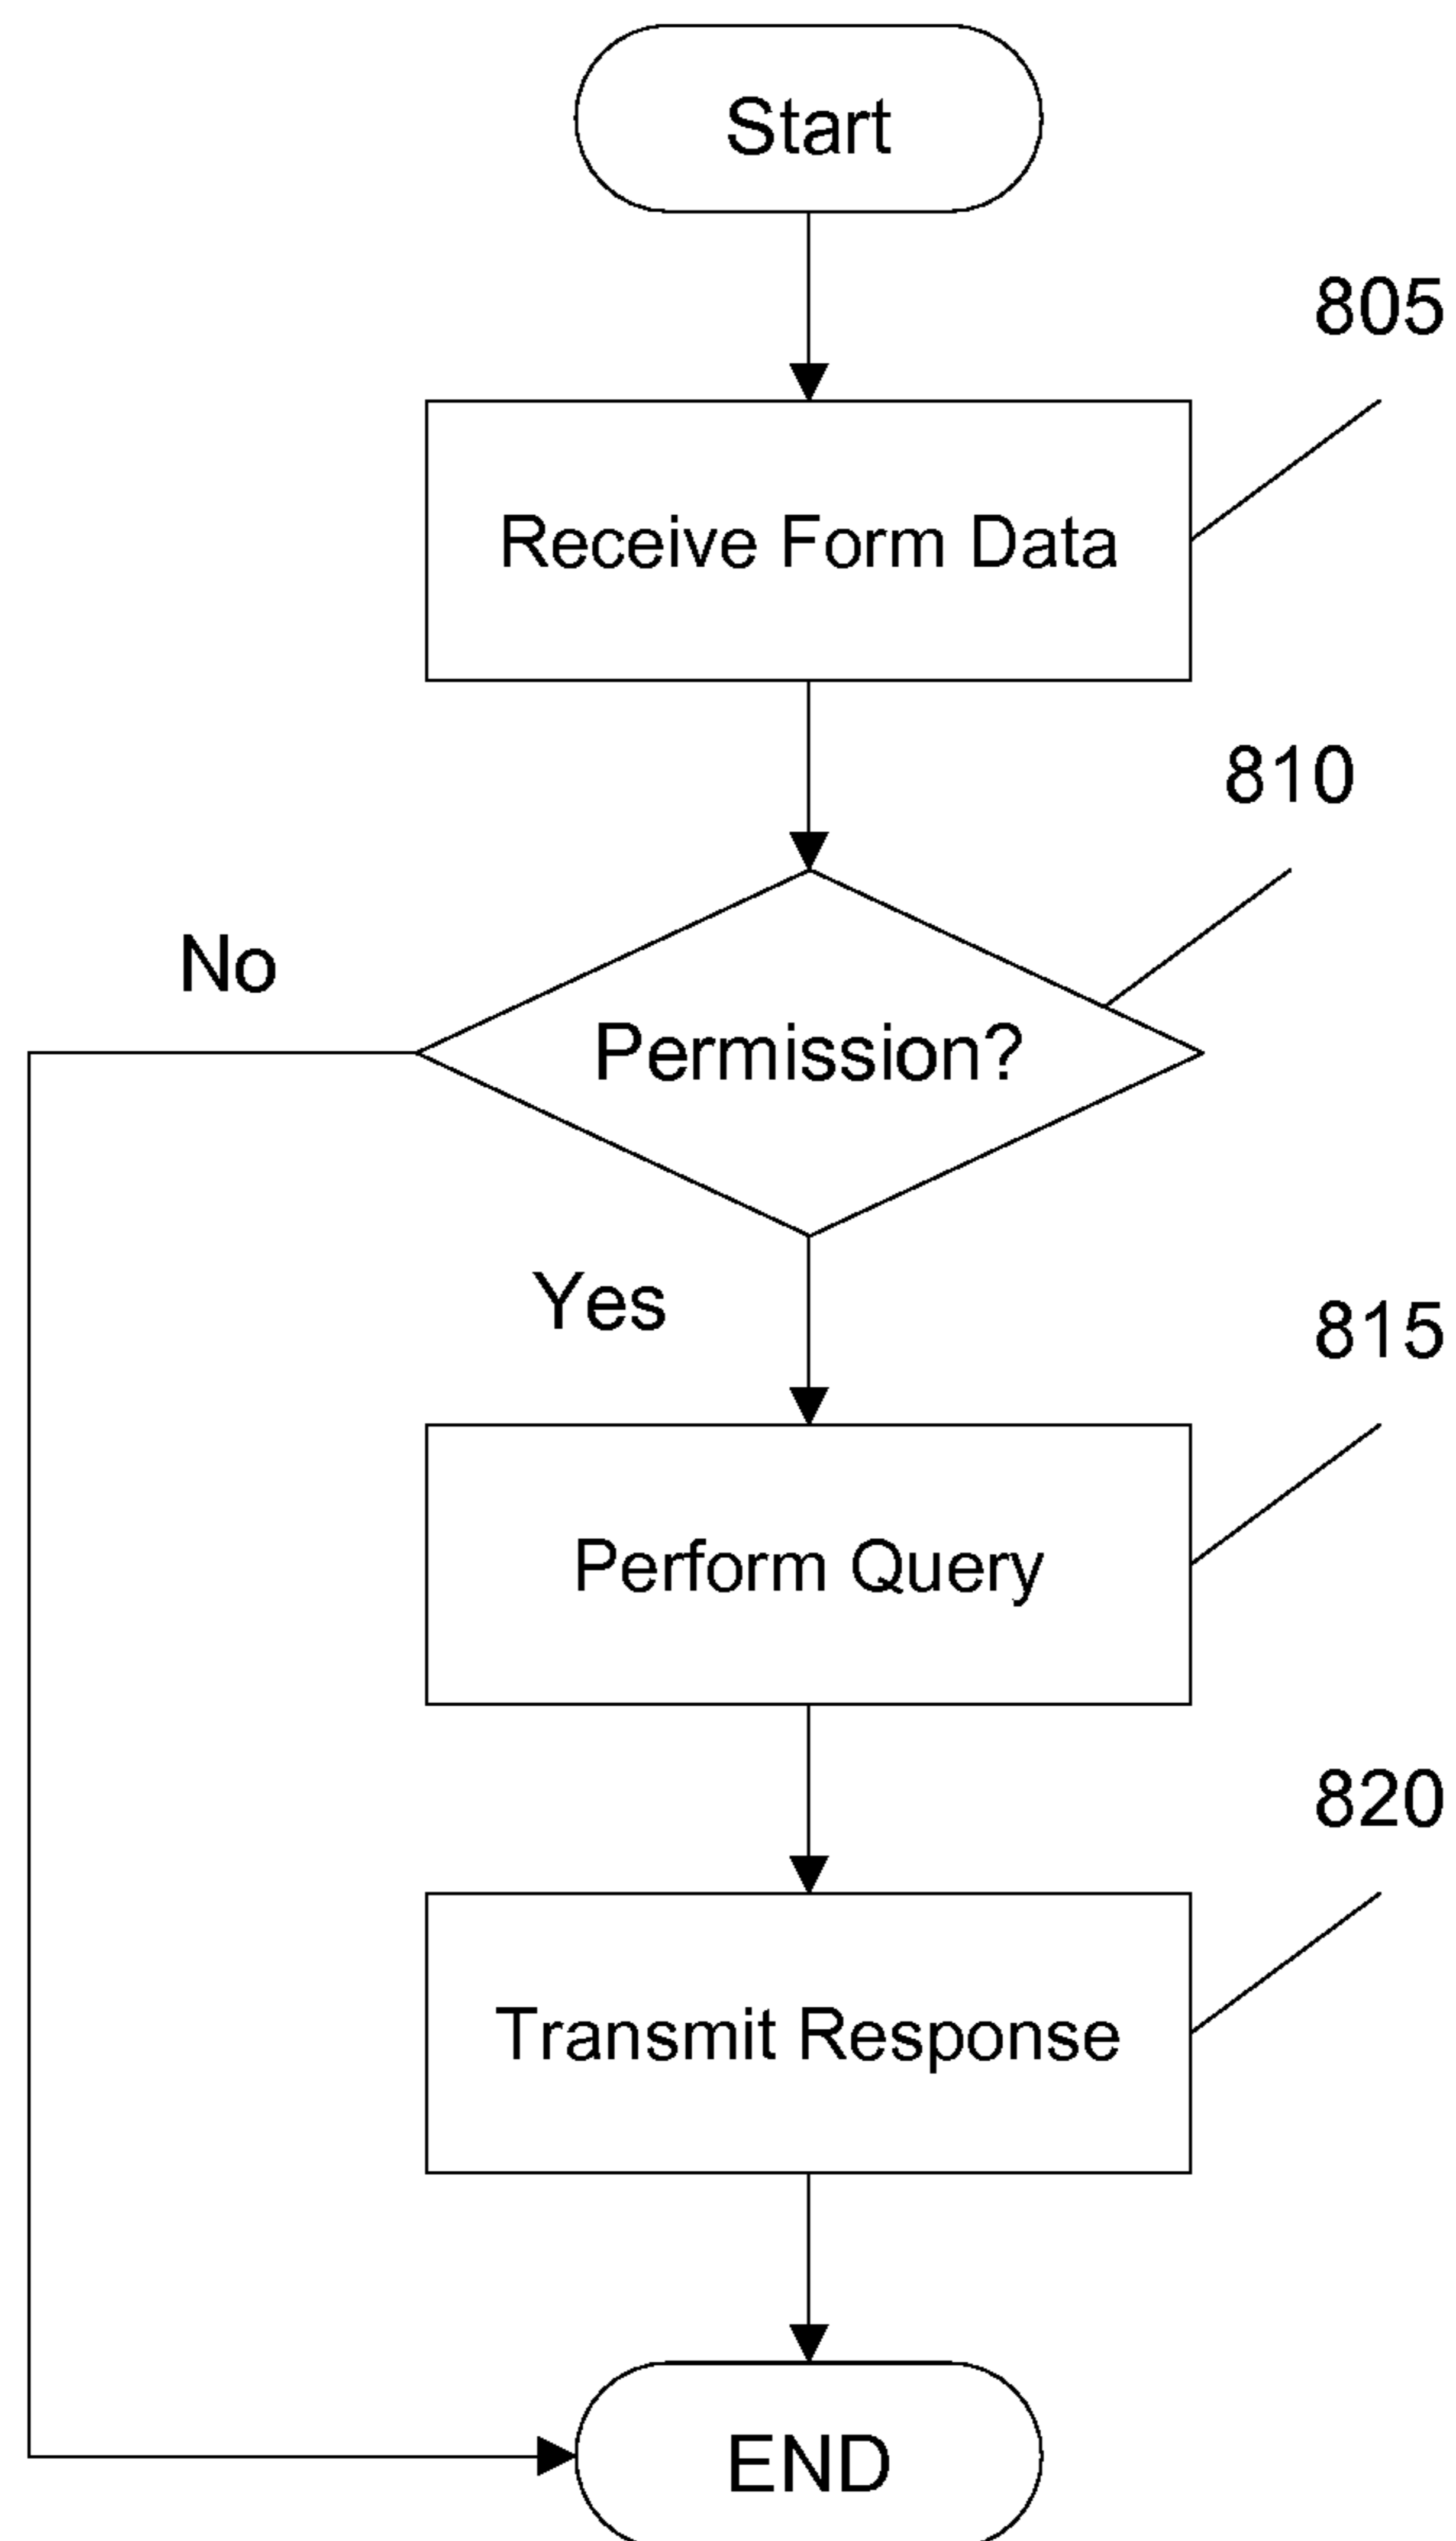 Start
805
Receive Form Data
810
No
Permission?
Yes
815
Perform Query
820
Transmit Response
END